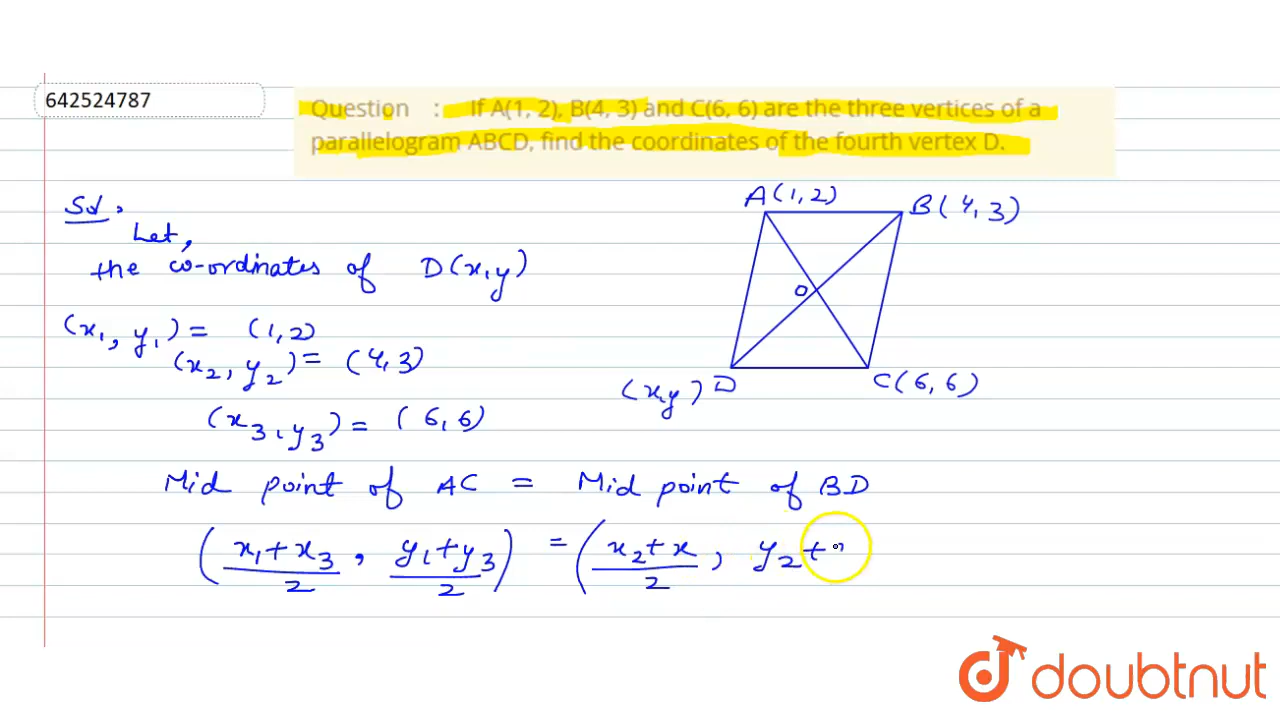 642524787
Question : If A(1, 2), B(4, 3) and C(6, 6) are the three vertices of a
parallelogram ABCD, find the coordinates of the fourth vertex D.
Sol.
Let,
the co-ordinates of D(x,y)
(x1, y1) = (1,2)
(x2, y2) = (4,3)
(x3, y3) = (6,6)
A(1,2)
B(4,3)
O
(x,y) D
C(6,6)
Mid point of AC = Mid point of BD
(x1+x3/2, y1+y3/2) = (x2+x/2, y2+
doubtnut